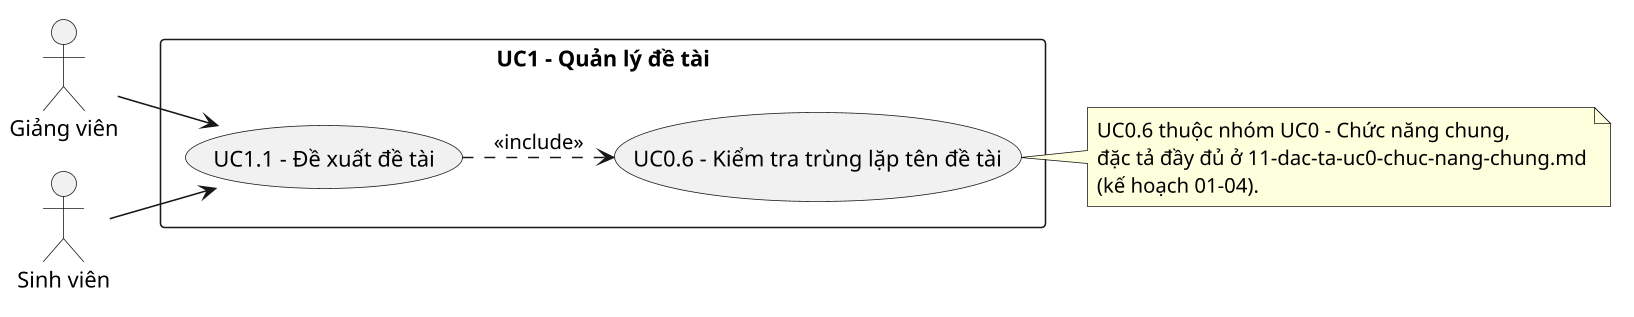 UC1 - Quản lý đề tài
Giảng viên
UC1.1 - Đề xuất đề tài
«include»
UC0.6 - Kiểm tra trùng lặp tên đề tài
UC0.6 thuộc nhóm UC0 - Chức năng chung,
đặc tả đầy đủ ở 11-dac-ta-uc0-chuc-nang-chung.md
(kế hoạch 01-04).
Sinh viên